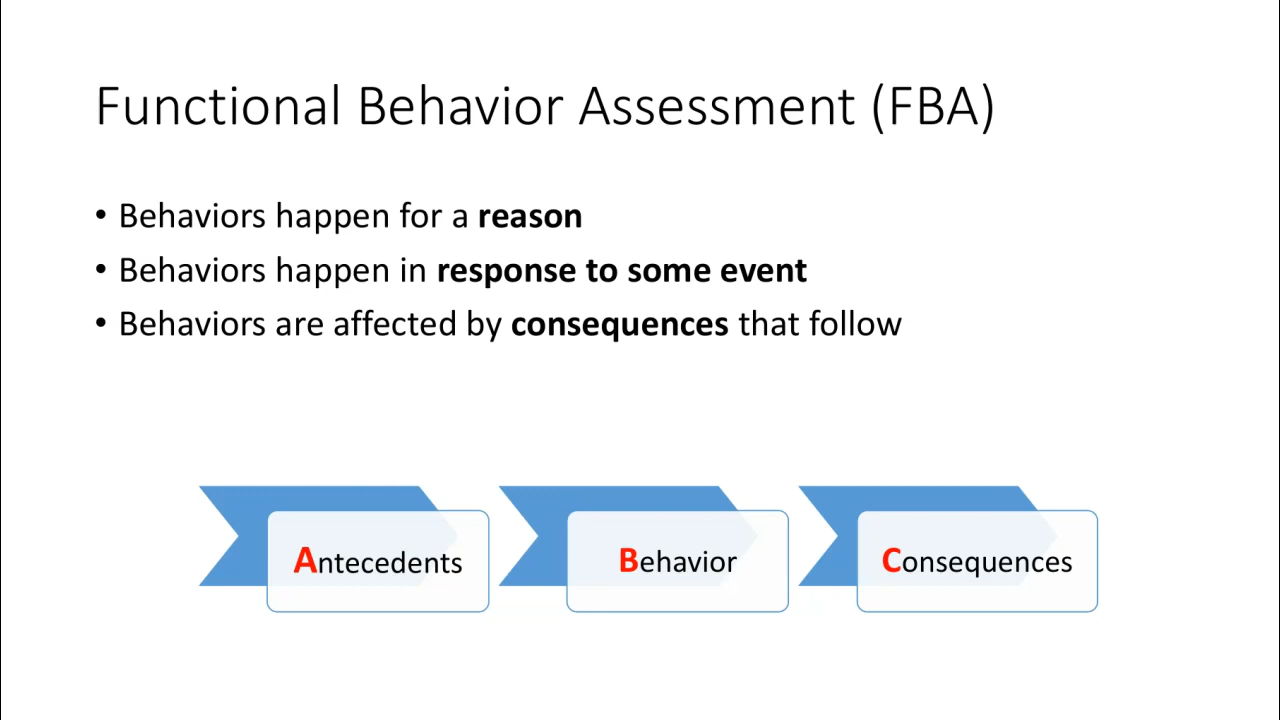 Functional Behavior Assessment (FBA)
• Behaviors happen for a reason
• Behaviors happen in response to some event
• Behaviors are affected by consequences that follow
Antecedents
Behavior
Consequences